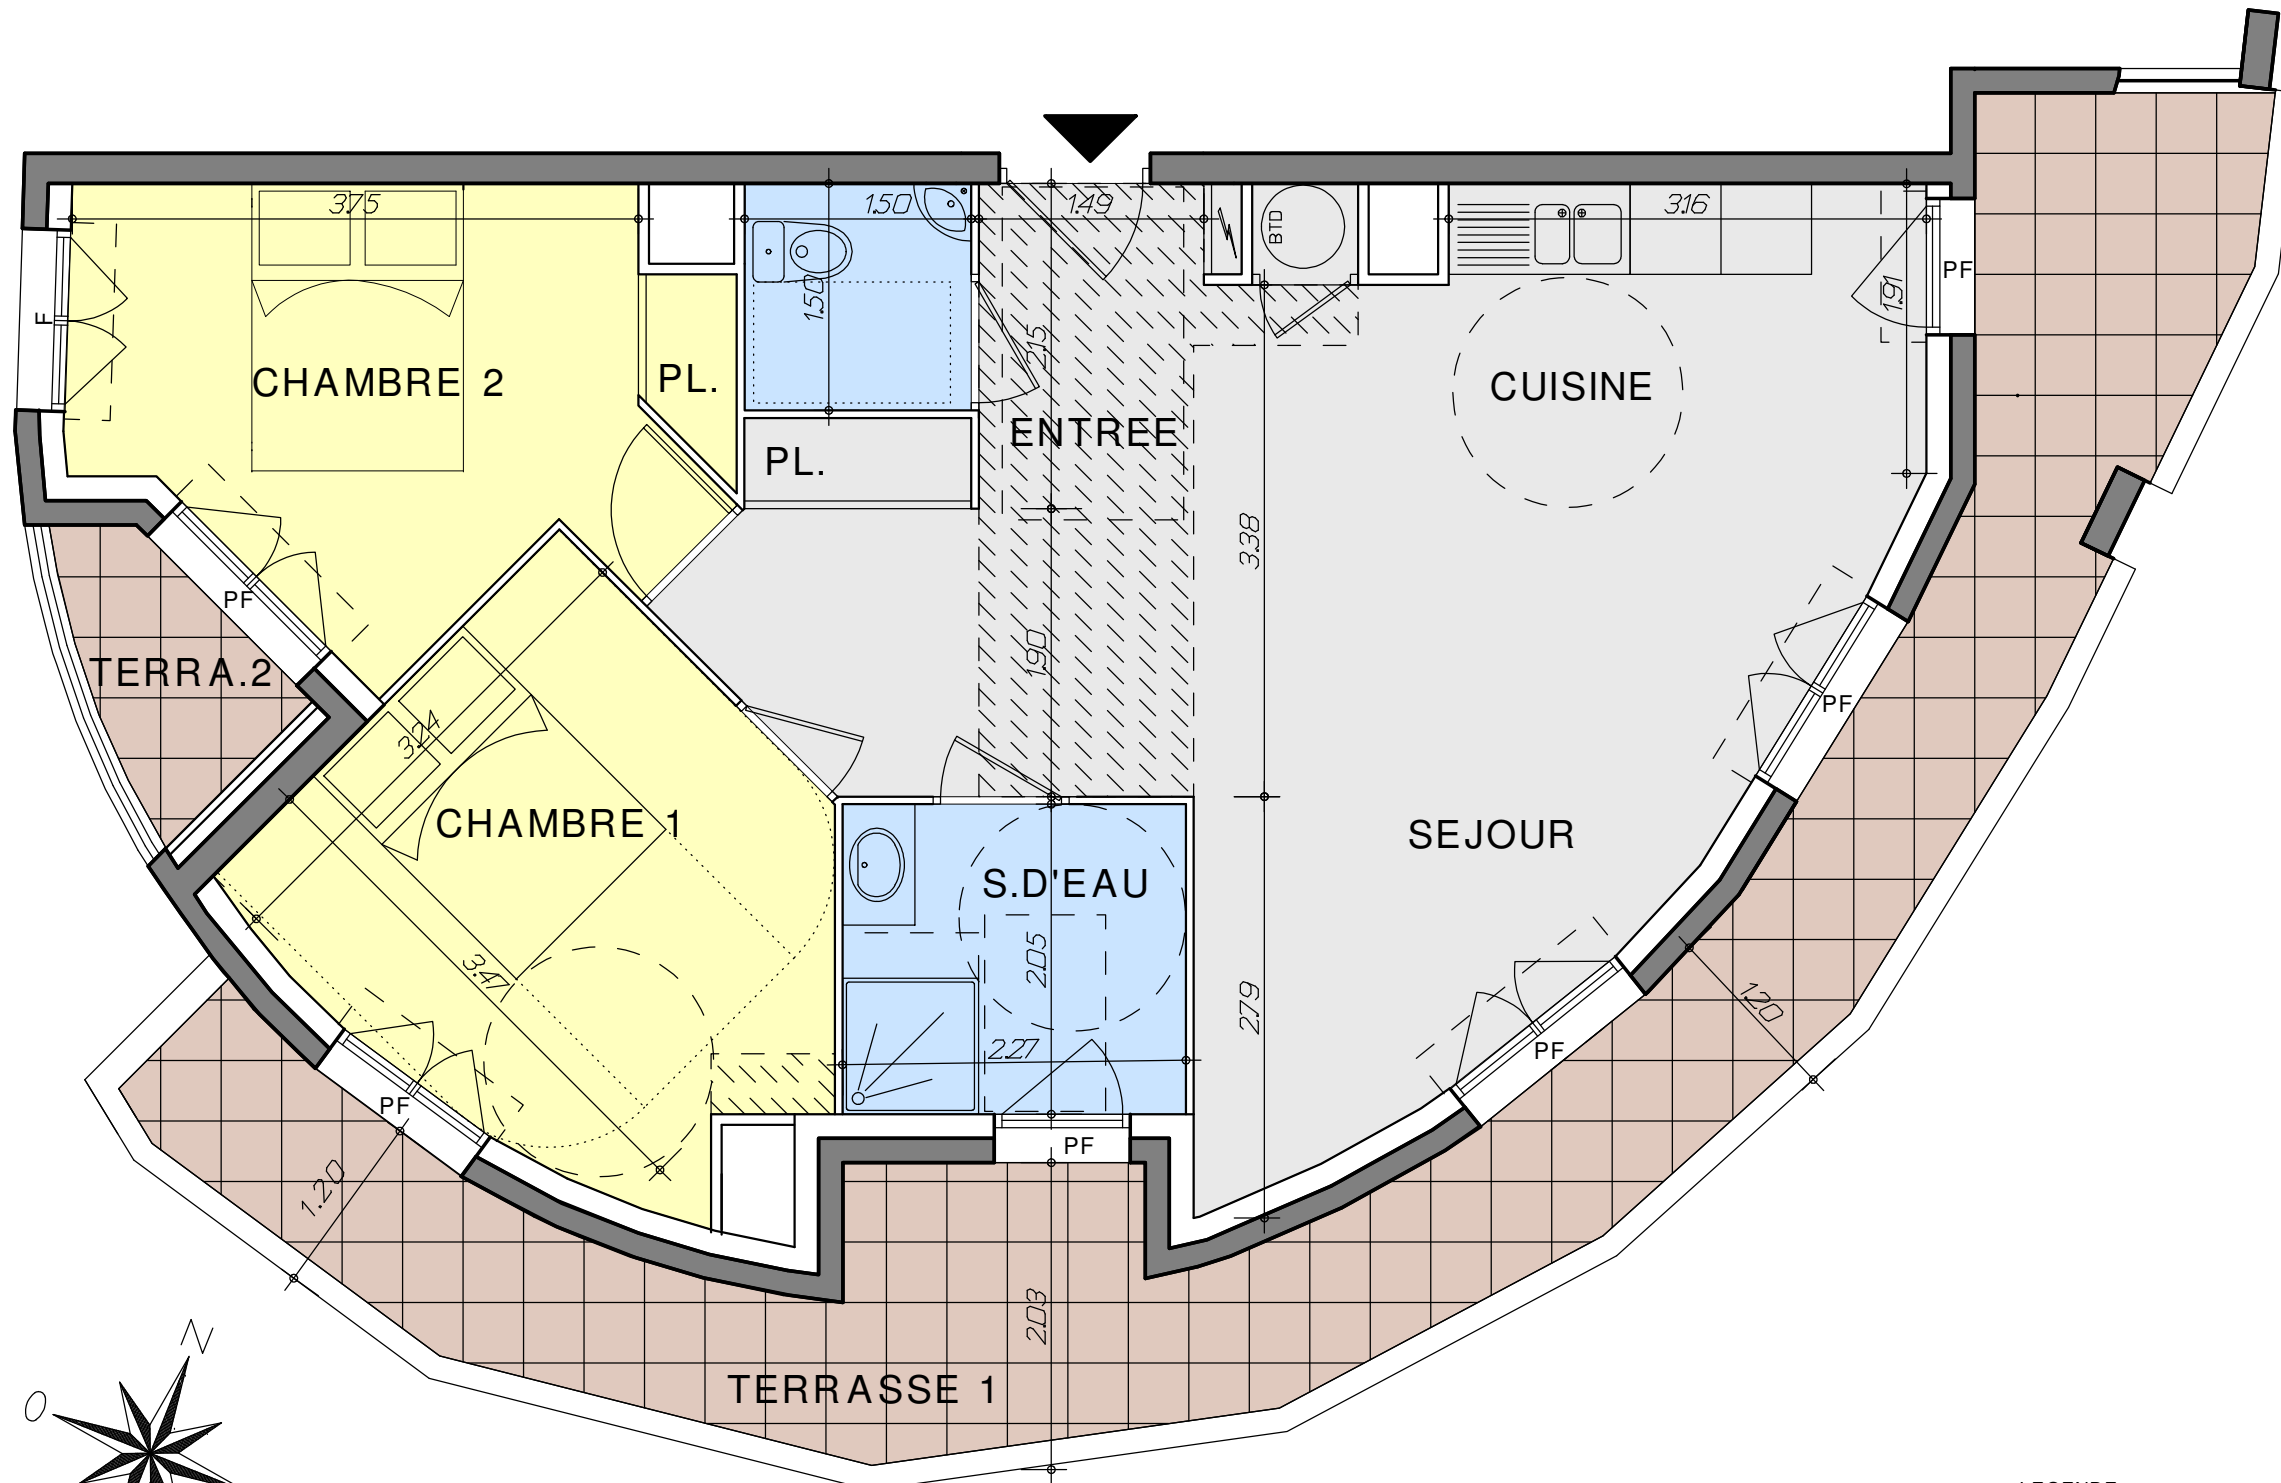 3.75
1.50
1.49
BTD
3.16
1.50
1.91
PF
F
2.15
CHAMBRE 2
PL.
CUISINE
ENTREE
PL.
3.38
PF
1.90
TERRA.2
PF
3.24
CHAMBRE 1
SEJOUR
S.D'EAU
3.47
2.05
2.79
1.20
2.27
PF
PF
PF
1.20
2.03
N
TERRASSE 1
O